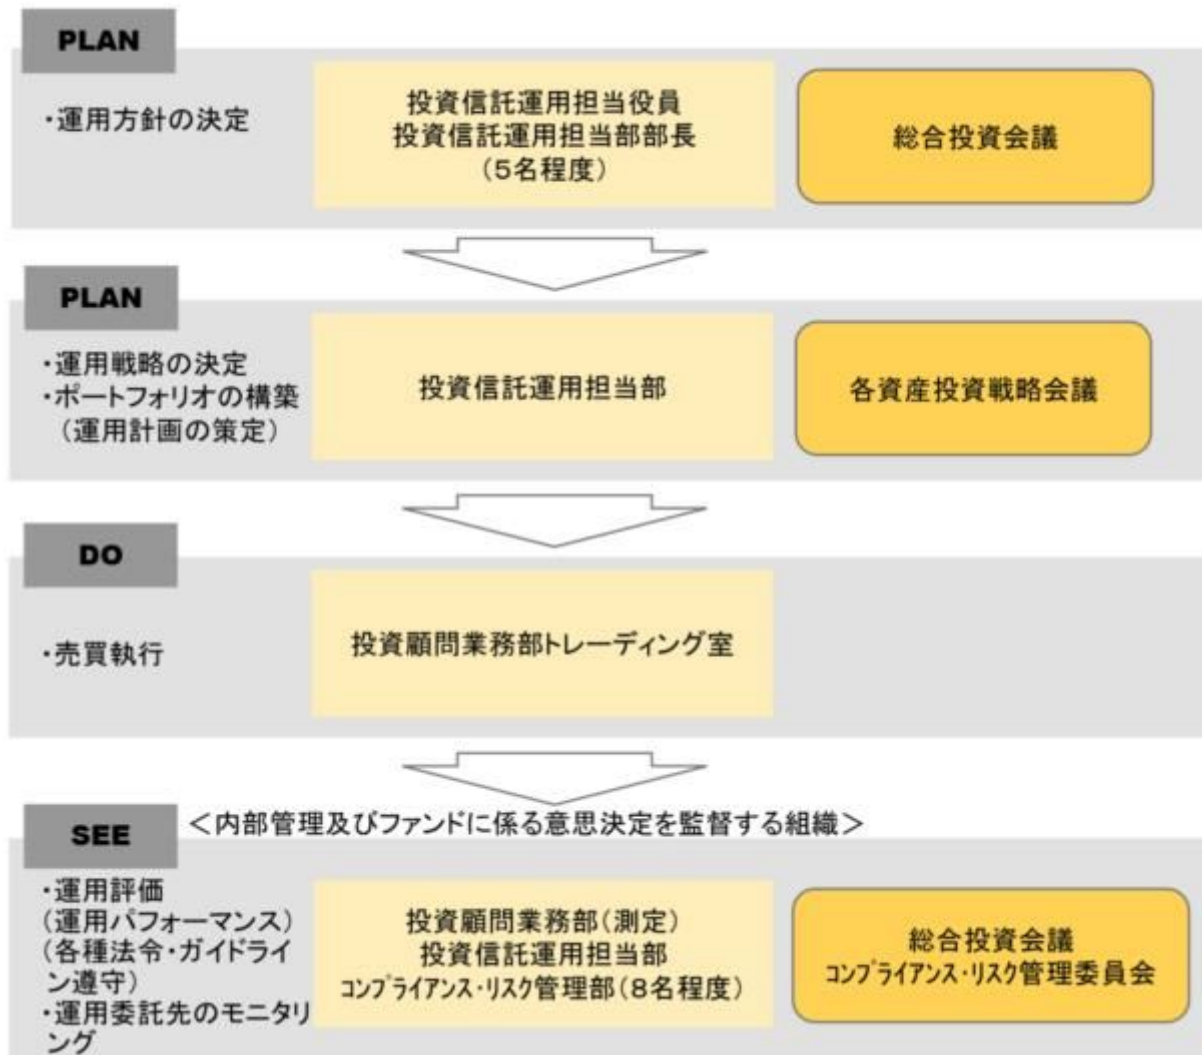 PLAN
・運用方針の決定
投資信託運用担当役員
投資信託運用担当部部長
(5名程度)
総合投資会議
PLAN
・運用戦略の決定
・ポートフォリオの構築
(運用計画の策定)
投資信託運用担当部
各資産投資戦略会議
DO
・売買執行
投資顧問業務部トレーディング室
SEE
＜内部管理及びファンドに係る意思決定を監督する組織＞
・運用評価
(運用パフォーマンス)
(各種法令・ガイドライ
ン遵守)
・運用委託先のモニタリ
ング
投資顧問業務部(測定)
投資信託運用担当部
ｺﾝﾌﾟﾗｲｱﾝｽ・ﾘｽｸ管理部(8名程度)
総合投資会議
ｺﾝﾌﾟﾗｲｱﾝｽ・ﾘｽｸ管理委員会